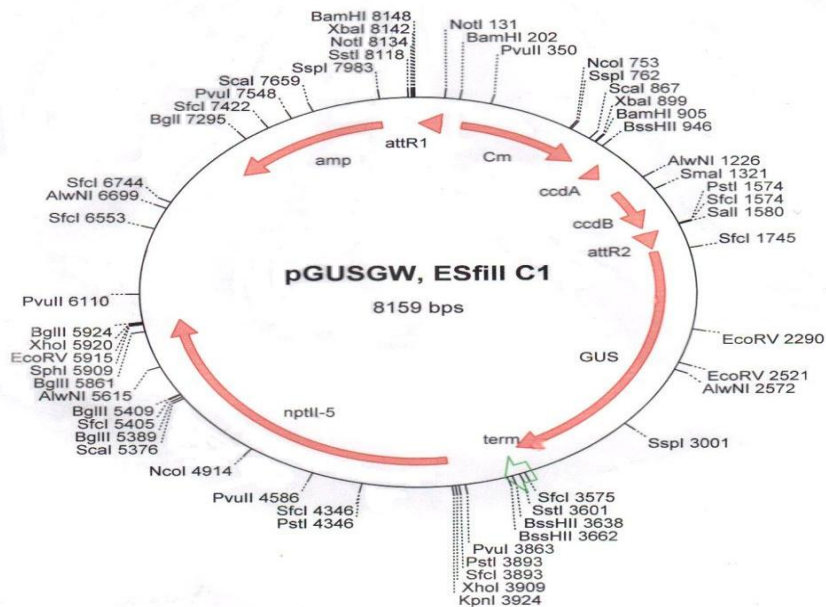 BamHI 8148
XbaI 8142
NotI 8134
SstI 8118
SspI 7983
ScaI 7659
PvuI 7548
SfcI 7422
BglI 7295
SfcI 6744
AlwNI 6699
SfcI 6553
PvuII 6110
BglII 5924
XhoI 5920
EcoRV 5915
SphI 5909
BglII 5861
AlwNI 5615
BglII 5409
SfcI 5405
BglII 5389
ScaI 5376
NcoI 4914
PvuII 4586
SfcI 4346
PstI 4346
NotI 131
BamHI 202
PvuII 350
NcoI 753
SspI 762
ScaI 867
XbaI 899
BamHI 905
BssHII 946
AlwNI 1226
SmaI 1321
PstI 1574
SfcI 1574
SalI 1580
SfcI 1745
EcoRV 2290
EcoRV 2521
AlwNI 2572
SspI 3001
SfcI 3575
SstI 3601
BssHII 3638
BssHII 3662
PvuI 3863
PstI 3893
SfcI 3893
XhoI 3909
KpnI 3924
amp
attR1
Cm
ccdA
ccdB
attR2
GUS
term
nptII-5
pGUSGW, ESfiII C1
8159 bps